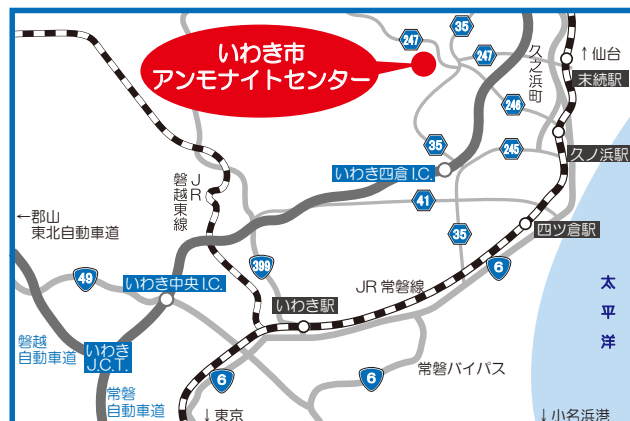 いわき市
アンモナイトセンター
247
35
247
久之浜町
↑仙台
末続駅
246
久ノ浜駅
35
245
いわき四倉I.C.
41
四ツ倉駅
35
6
JR磐越東線
←郡山
東北自動車道
49
いわき中央I.C.
399
いわき駅
JR常磐線
太平洋
磐越
自動車道
いわき
J.C.T.
常磐
自動車道
6
↓東京
6
常磐バイパス
↓小名浜港